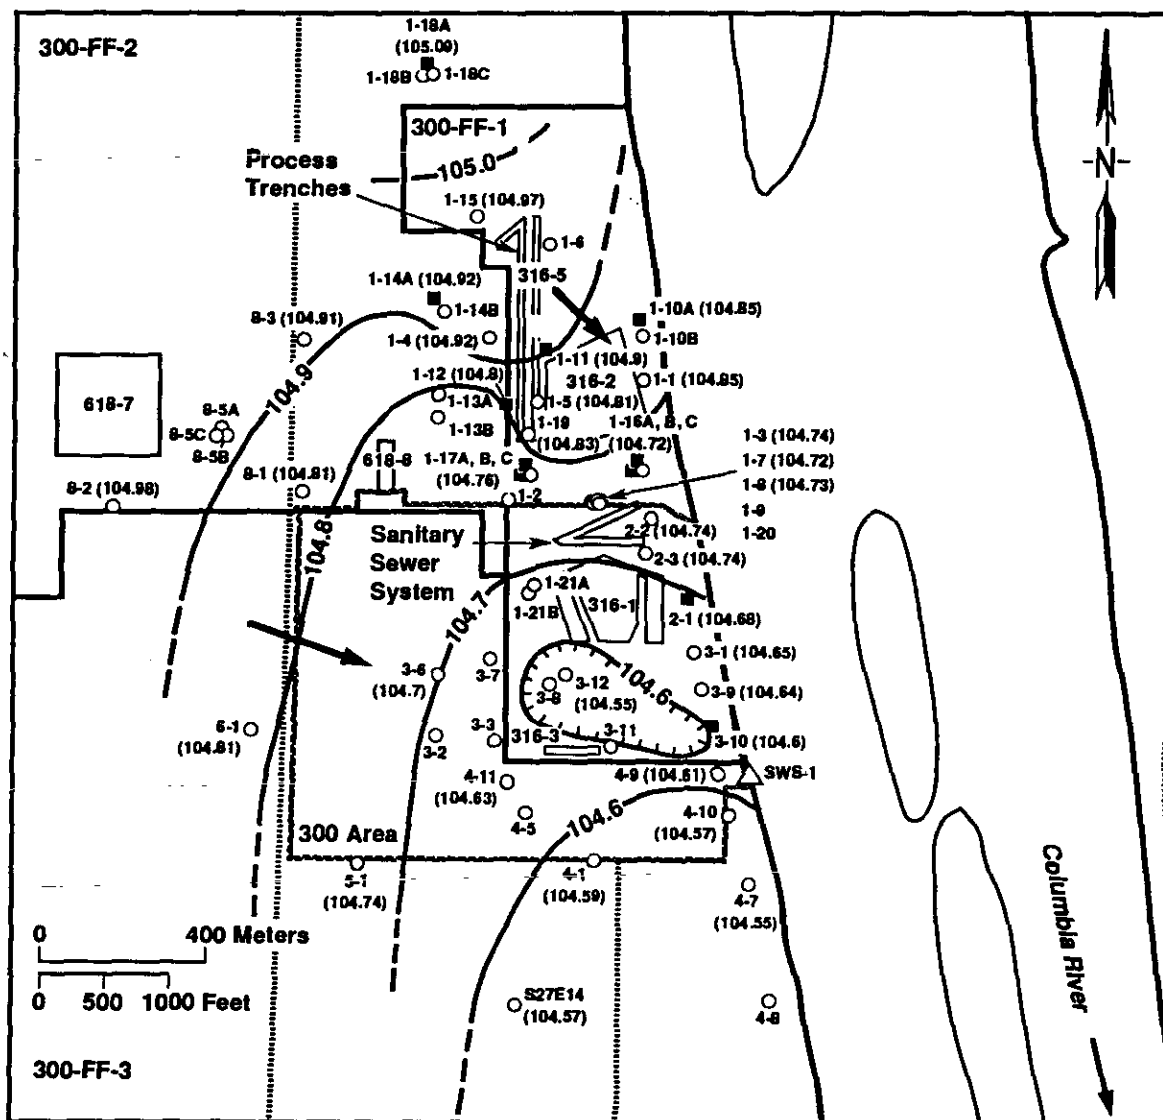 1-18A
(105.09)
300-FF-2
1-18B
1-18C
300-FF-1
Process
Trenches
105.0
N
1-15 (104.97)
1-6
316-5
1-14A (104.92)
1-14B
1-10A (104.85)
1-10B
8-3 (104.91)
1-4 (104.92)
1-11 (104.9)
316-2
1-12 (104.8)
1-1 (104.85)
104.9
618-7
1-13A
1-5 (104.81)
8-5A
8-5C
8-5B
1-13B
1-19
(104.83)
1-16A, B, C
(104.72)
1-3 (104.74)
1-7 (104.72)
1-8 (104.73)
1-9
1-20
618-8
1-17A, B, C
(104.76)
8-1 (104.81)
8-2 (104.98)
1-2
104.8
Sanitary
Sewer
System
2-2 (104.74)
2-3 (104.74)
1-21A
1-21B
316-1
2-1 (104.68)
104.7
3-1 (104.65)
3-6
(104.7)
3-7
3-8
3-12
(104.55)
104.6
3-9 (104.64)
6-1
(104.81)
3-2
3-3
316-3
3-11
3-10 (104.6)
4-11
(104.63)
4-9 (104.61)
SWS-1
4-5
104.6
4-10
(104.57)
300 Area
5-1
(104.74)
4-1
(104.59)
4-7
(104.55)
Columbia River
0 400 Meters
0 500 1000 Feet
S27E14
(104.57)
4-8
300-FF-3